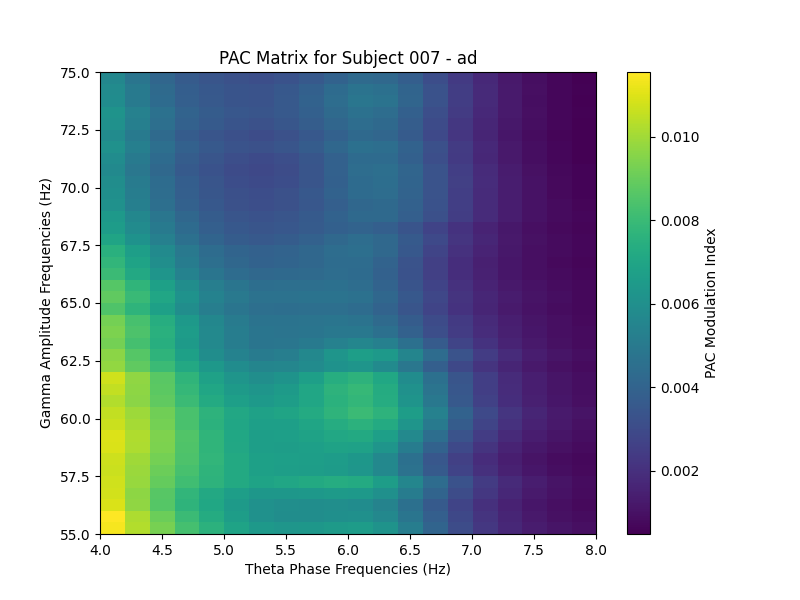 PAC Matrix for Subject 007 - ad
75.0
72.5
70.0
67.5
65.0
62.5
60.0
57.5
55.0
Gamma Amplitude Frequencies (Hz)
4.0 4.5 5.0 5.5 6.0 6.5 7.0 7.5 8.0
Theta Phase Frequencies (Hz)
0.010
0.008
0.006
0.004
0.002
PAC Modulation Index